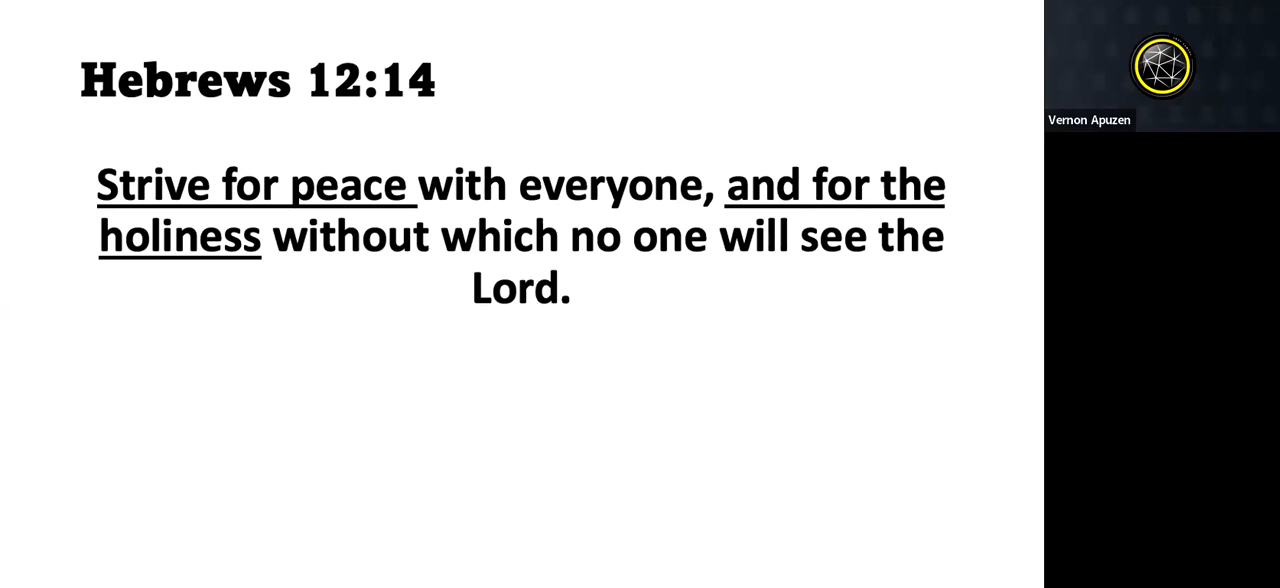 Hebrews 12:14
Strive for peace with everyone, and for the
holiness without which no one will see the
Lord.
Vernon Apuzen